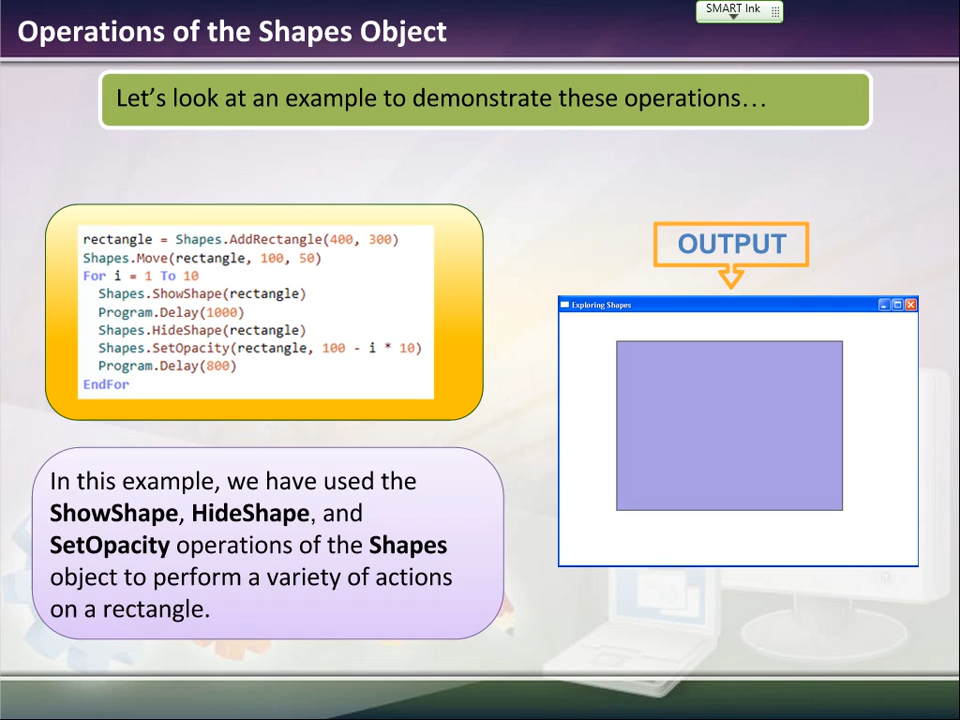 Operations of the Shapes Object
SMART Ink
Let's look at an example to demonstrate these operations…
rectangle = Shapes.AddRectangle(400, 300)
Shapes.Move(rectangle, 100, 50)
For i = 1 To 10
Shapes.ShowShape(rectangle)
Program.Delay(1000)
Shapes.HideShape(rectangle)
Shapes.SetOpacity(rectangle, 100 - i * 10)
Program.Delay(800)
EndFor
OUTPUT
Exploring Shapes
In this example, we have used the
ShowShape, HideShape, and
SetOpacity operations of the Shapes
object to perform a variety of actions
on a rectangle.